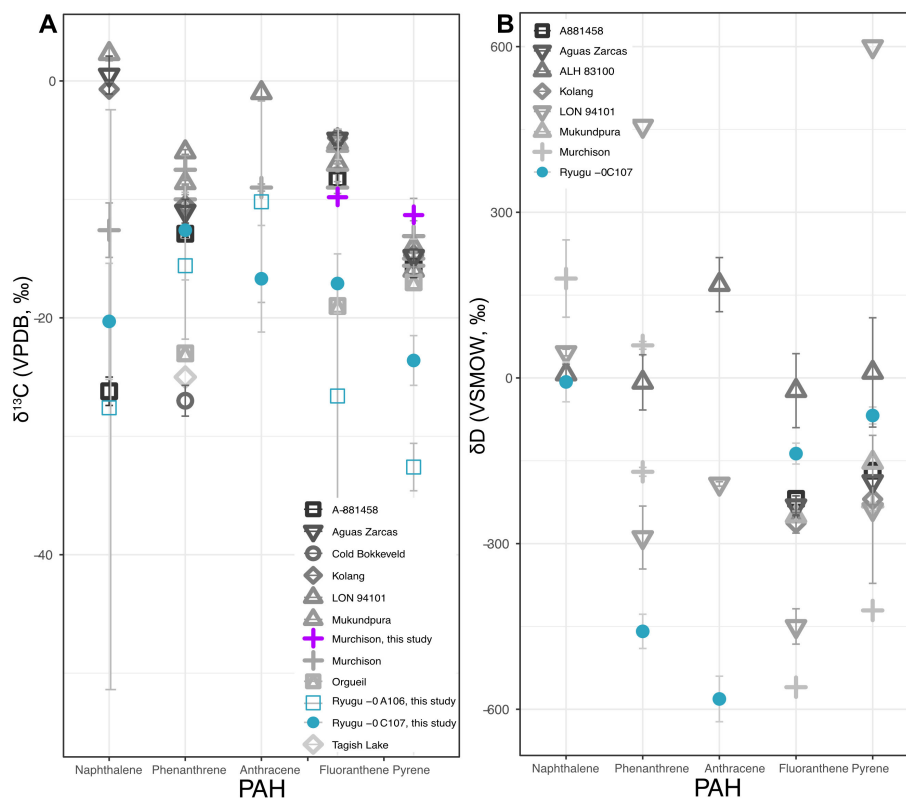 A
0
-20
-40
δ¹³C (VPDB, ‰)
A-881458
Aguas Zarcas
Cold Bokkeveld
Kolang
LON 94101
Mukundpura
Murchison, this study
Murchison
Orgueil
Ryugu -0 A106, this study
Ryugu -0 C107, this study
Tagish Lake
Naphthalene Phenanthrene Anthracene Fluoranthene Pyrene
PAH
B
600
300
0
-300
-600
δD (VSMOW, ‰)
A881458
Aguas Zarcas
ALH 83100
Kolang
LON 94101
Mukundpura
Murchison
Ryugu -0C107
Naphthalene Phenanthrene Anthracene Fluoranthene Pyrene
PAH